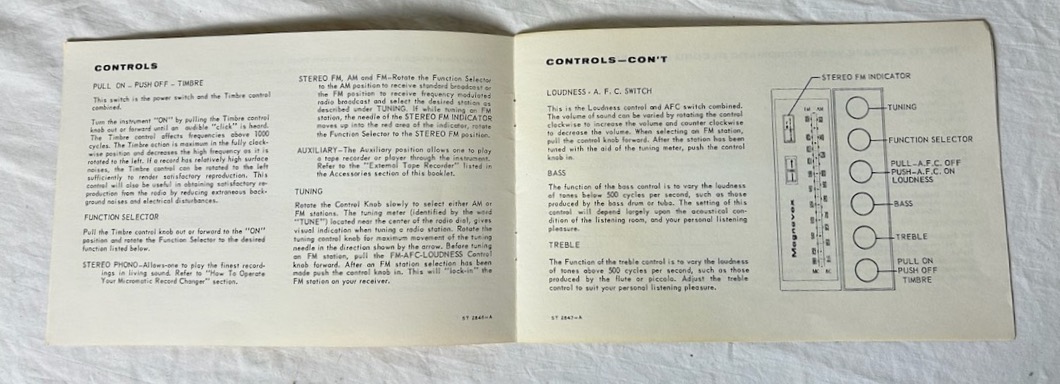 CONTROLS
PULL ON - PUSH OFF - TIMBRE
This switch is the power switch and the Timbre control
combined.
Turn the instrument "ON" by pulling the Timbre control
knob out or forward until an audible "click" is heard.
The Timbre control affects frequencies above 1000
cycles. The Timbre action is maximum in the fully clock-
wise position and decreases the high frequency as it is
rotated to the left. If a record has relatively high surface
noises, the Timbre control can be rotated to the left
sufficiently to render satisfactory reproduction. This
control will also be useful in obtaining satisfactory re-
production from the radio by reducing extraneous back-
ground noises and electrical disturbances.
FUNCTION SELECTOR
Pull the Timbre control knob out or forward to the "ON"
position and rotate the Function Selector to the desired
function listed below.
STEREO PHONO-Allows-one to play the finest record-
ings in living sound. Refer to "How To Operate
Your Micromatic Record Changer" section.
STEREO FM, AM and FM-Rotate the Function Selector
to the AM position to receive standard broadcast or
the FM position to receive frequency modulated
radio broadcast and select the desired station as
described under TUNING. If while tuning an FM
station, the needle of the STEREO FM INDICATOR
moves up into the red area of the indicator, rotate
the Function Selector to the STEREO FM position.
AUXILIARY-The Auxiliary position allows one to play
a tape recorder or player through the instrument.
Refer to the "External Tape Recorder" listed in
the Accessories section of this booklet.
TUNING
Rotate the Control Knob slowly to select either AM or
FM stations. The tuning meter (identified by the word
"TUNE") located near the center of the radio dial, gives
visual indication when tuning a radio station. Rotate the
tuning control knob for maximum movement of the tuning
needle in the direction shown by the arrow. Before tuning
an FM station, pull the FM-AFC-LOUDNESS Control
knob forward. After an FM station selection has been
made push the control knob in. This will "lock-in" the
FM station on your receiver.
ST 2845-A
CONTROLS-CON'T
LOUDNESS - A. F. C. SWITCH
This is the Loudness control and AFC switch combined.
The volume of sound can be varied by rotating the control
clockwise to increase the volume and counter clockwise
to decrease the volume. When selecting an FM station,
pull the control knob forward. After the station has been
tuned with the aid of the tuning meter, push the control
knob in.
BASS
The function of the bass control is to vary the loudness
of tones below 500 cycles per second, such as those
produced by the bass drum or tuba. The setting of this
control will depend largely upon the acoustical con-
dition of the listening room, and your personal listening
pleasure.
TREBLE
The Function of the treble control is to vary the loudness
of tones above 500 cycles per second, such as those
produced by the flute or piccolo. Adjust the treble
control to suit your personal listening pleasure.
ST 2845-A
STEREO FM INDICATOR
TUNING
FUNCTION SELECTOR
PULL-A.F.C. OFF
PUSH-A.F.C. ON
LOUDNESS
BASS
TREBLE
PULL ON
PUSH OFF
TIMBRE
FM AM
Magnavox
MC KC